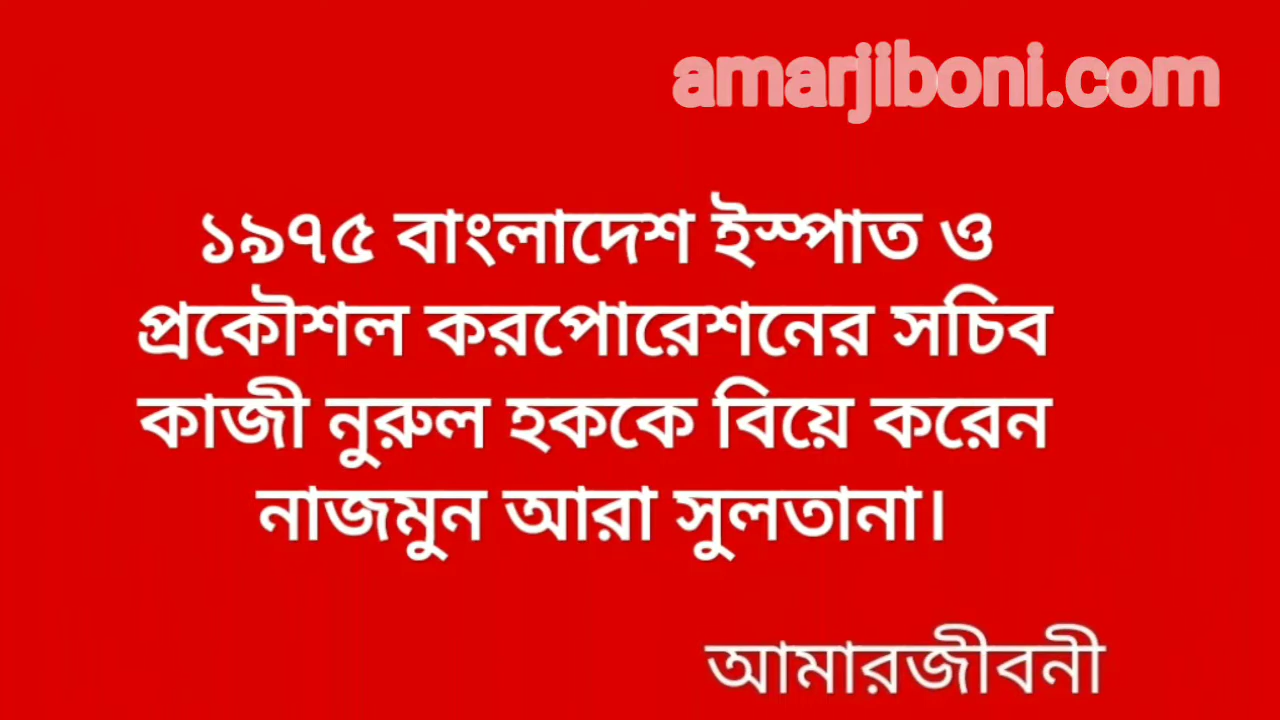 amarjiboni.com
১৯৭৫ বাংলাদেশ ইস্পাত ও
প্রকৌশল করপোরেশনের সচিব
কাজী নুরুল হককে বিয়ে করেন
নাজমুন আরা সুলতানা।
আমারজীবনী